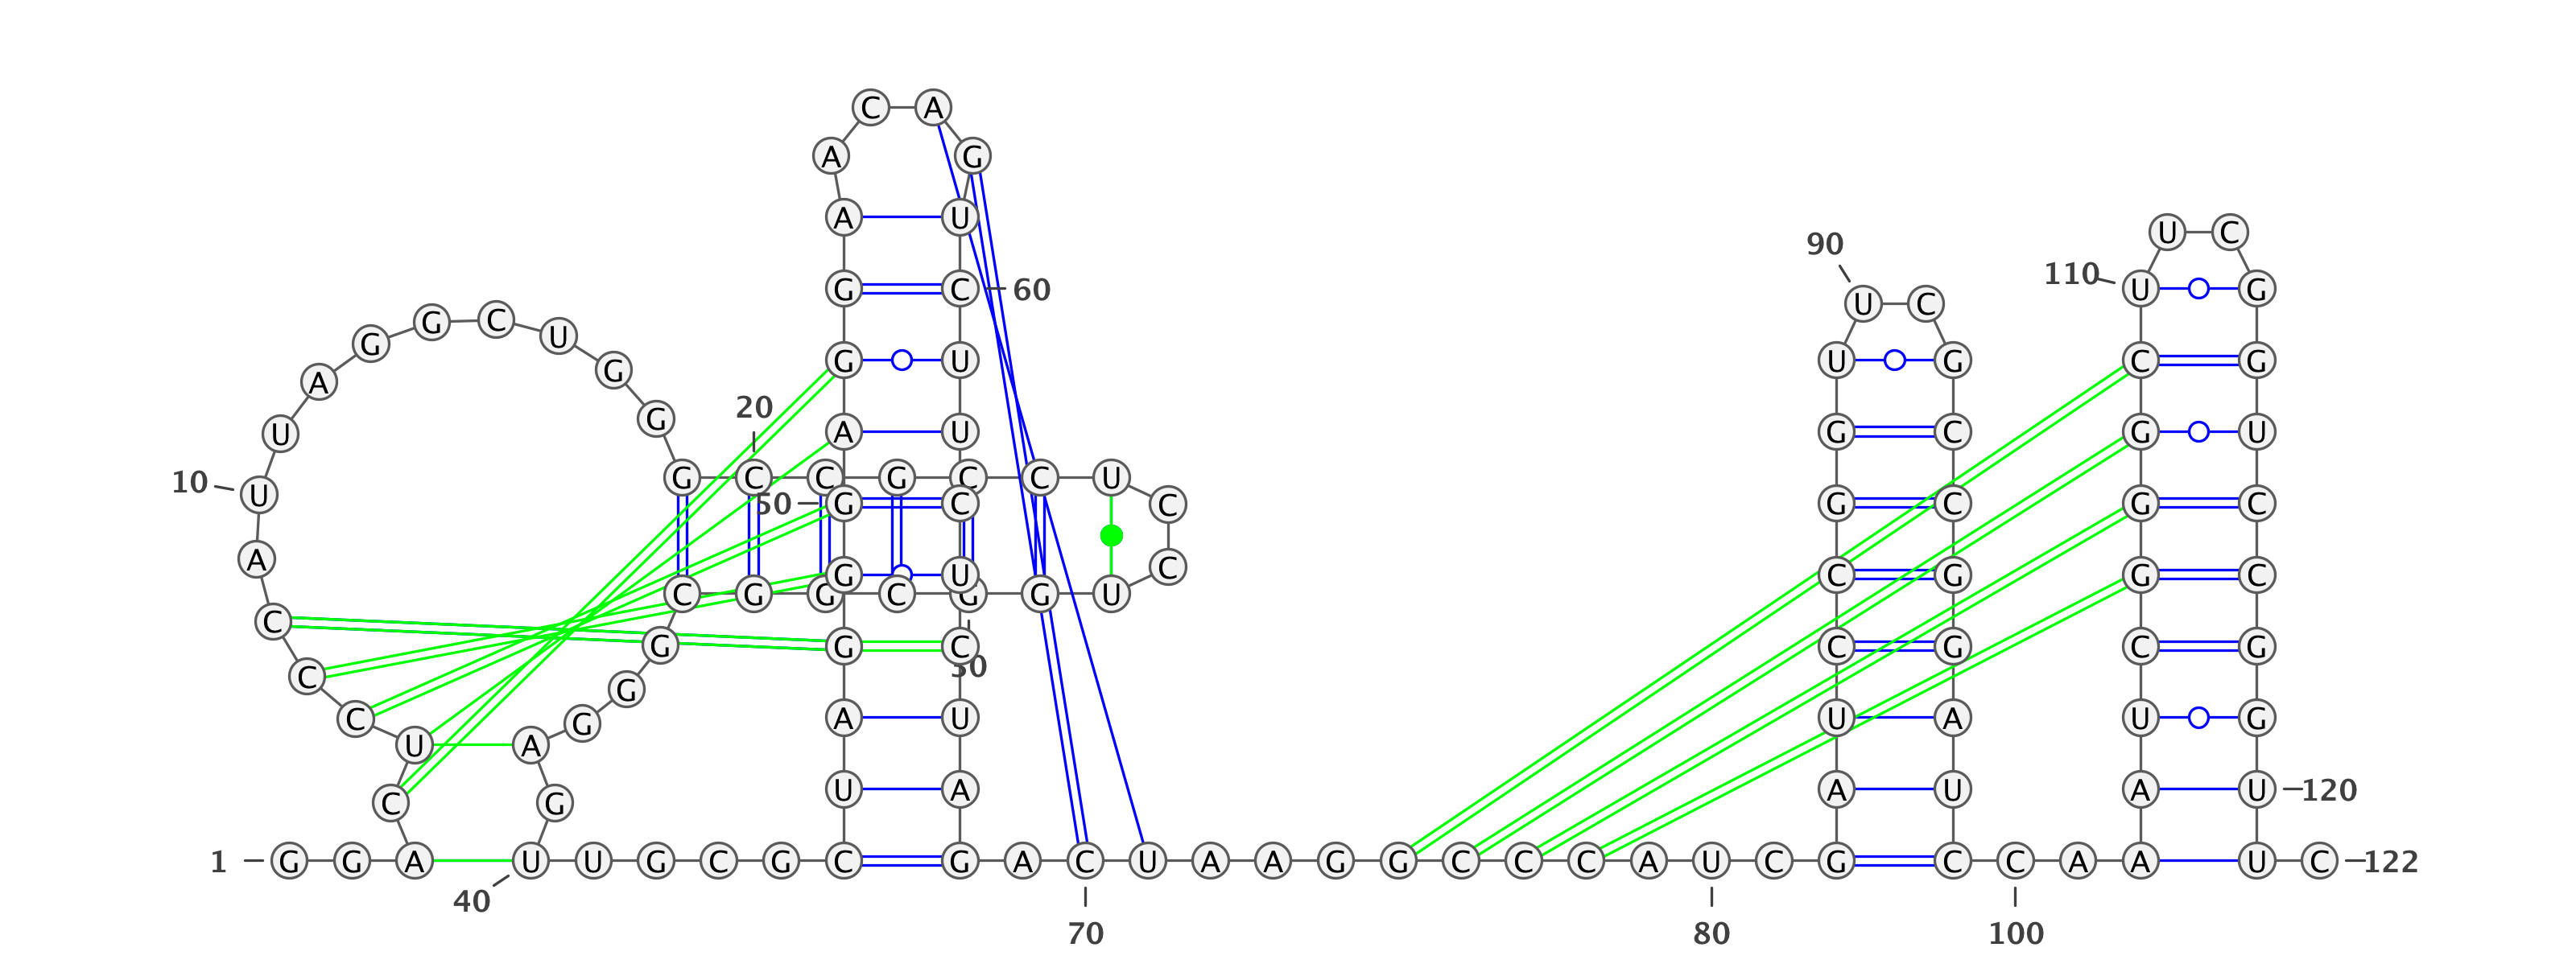 C A
A G
A U
U C
90
110
G C 60 U G
U C
G C
U
G
G U U G C G
G
A
20
G
U A U G C G U
G C C G C C U
10 U
50 G C C G C G C
A
C
G U C G G C
C G G C G G U
C
G G C C G C G
30
C
G
C G A U U A U G
U A
U A A U A U 120
C G
1 G G A U U G C G C G A C U A A G G C C C A U C G C C A A U C 122
40
70 80 100